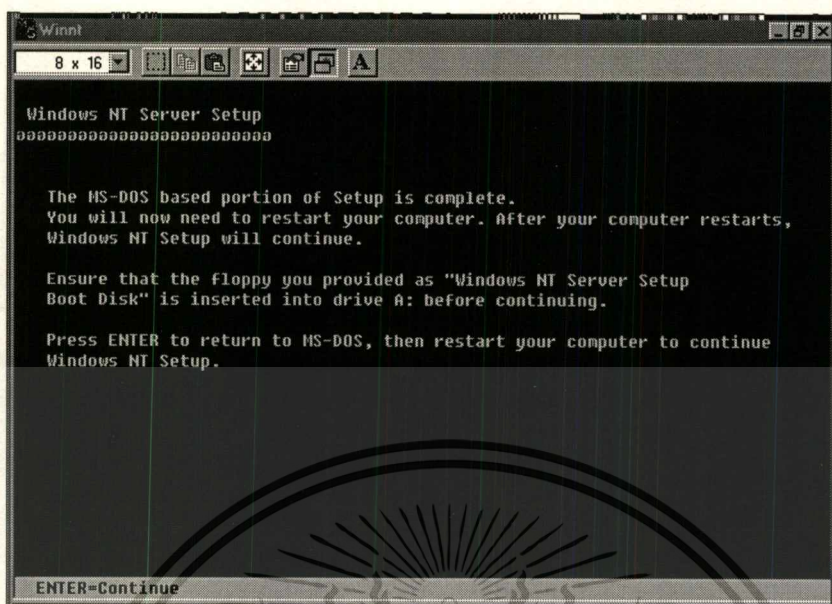 Winnt
8 x 16
A
Windows NT Server Setup
The MS-DOS based portion of Setup is complete.
You will now need to restart your computer. After your computer restarts,
Windows NT Setup will continue.
Ensure that the floppy you provided as "Windows NT Server Setup
Boot Disk" is inserted into drive A: before continuing.
Press ENTER to return to MS-DOS, then restart your computer to continue
Windows NT Setup.
ENTER=Continue